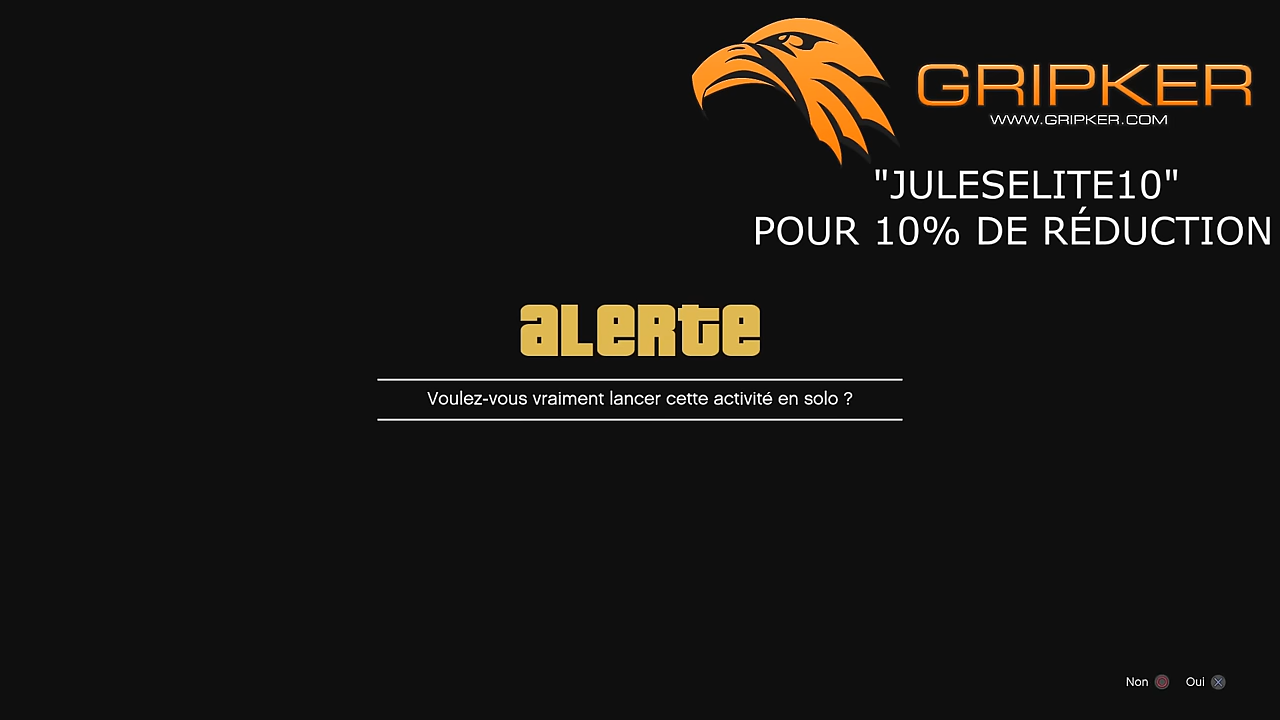 GRIPKER
WWW.GRIPKER.COM
"JULESELITE10"
POUR 10% DE RÉDUCTION
ALERTE
Voulez-vous vraiment lancer cette activité en solo ?
Non Oui